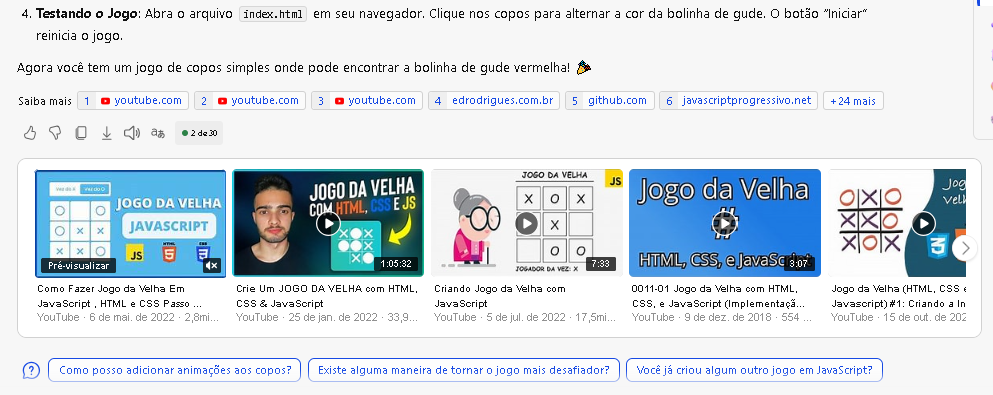 4. Testando o Jogo: Abra o arquivo index.html em seu navegador. Clique nos copos para alternar a cor da bolinha de gude. O botão “Iniciar”
reinicia o jogo.
Agora você tem um jogo de copos simples onde pode encontrar a bolinha de gude vermelha! 🎉
Saiba mais 1 youtube.com 2 youtube.com 3 youtube.com 4 edrodrigues.com.br 5 github.com 6 javascriptprogressivo.net +24 mais
2 de 30
JOGO DA VELHA
JAVASCRIPT
JS HTML CSS
Pré-visualizar
JOGO DA VELHA
COM HTML, CSS E JS
1:05:32
JOGO DA VELHA
JS
X O X
X
O
JOGADOR DA VEZ: X
7:33
Jogo da Velha
#
HTML, CSS, e JavaSc
3:07
Como Fazer Jogo da Velha Em
JavaScript , HTML e CSS Passo ...
YouTube · 6 de mai. de 2022 · 2,8mi...
Crie Um JOGO DA VELHA com HTML,
CSS & JavaScript
YouTube · 25 de jan. de 2022 · 33,9...
Criando Jogo da Velha com
JavaScript
YouTube · 5 de jul. de 2022 · 17,5mi...
0011-01 Jogo da Velha com HTML,
CSS, e JavaScript (Implementaçã...
YouTube · 9 de dez. de 2018 · 554 ...
Jogo da Velha (HTML, CSS e
Javascript) #1: Criando a In
YouTube · 15 de out. de 202
Como posso adicionar animações aos copos?
Existe alguma maneira de tornar o jogo mais desafiador?
Você já criou algum outro jogo em JavaScript?